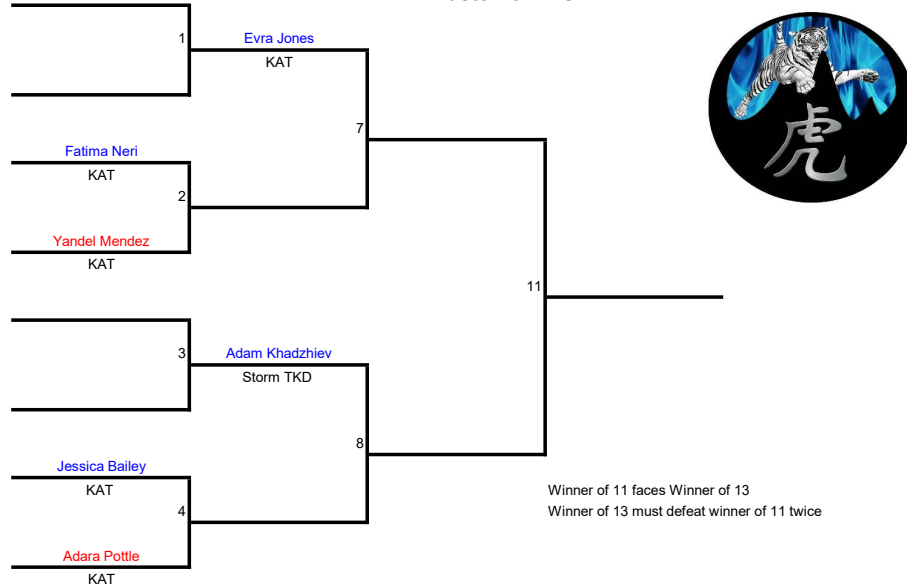 1
Evra Jones
KAT
7
Fatima Neri
KAT
2
Yandel Mendez
KAT
11
3
Adam Khadzhiev
Storm TKD
8
Jessica Bailey
KAT
4
Adara Pottle
KAT
Winner of 11 faces Winner of 13
Winner of 13 must defeat winner of 11 twice
虎